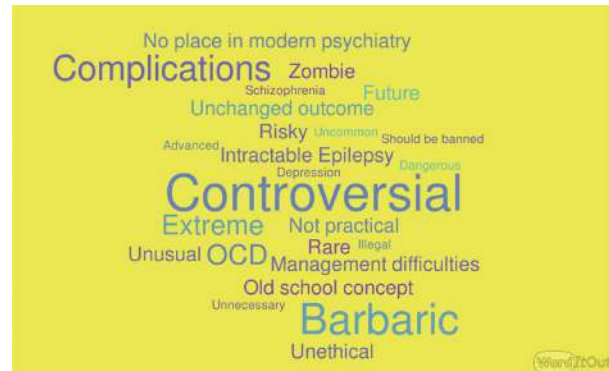 No place in modern psychiatry
Complications Zombie
Schizophrenia Future
Unchanged outcome
Risky Uncommon Should be banned
Advanced Intractable Epilepsy Dangerous
Depression
Controversial
Extreme Not practical
Unusual OCD Rare Illegal
Management difficulties
Old school concept
Unnecessary Barbaric
Unethical
WordItOut